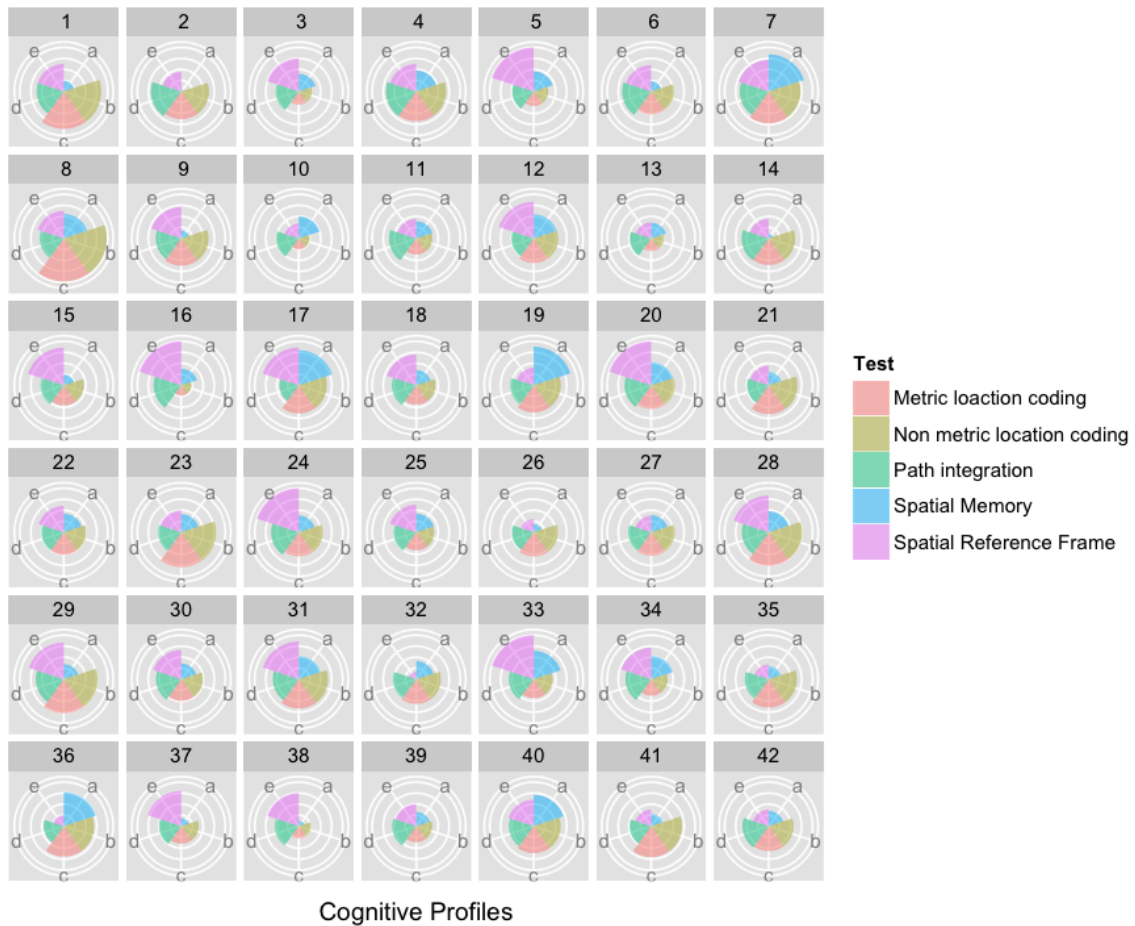 1 2 3 4 5 6 7
e a e a e a e a e a e a e a
d b d b d b d b d b d b d b
c c c c c c c
8 9 10 11 12 13 14
e a e a e a e a e a e a e a
d b d b d b d b d b d b d b
c c c c c c c
15 16 17 18 19 20 21
e a e a e a e a e a e a e a
d b d b d b d b d b d b d b
c c c c c c c
22 23 24 25 26 27 28
e a e a e a e a e a e a e a
d b d b d b d b d b d b d b
c c c c c c c
29 30 31 32 33 34 35
e a e a e a e a e a e a e a
d b d b d b d b d b d b d b
c c c c c c c
36 37 38 39 40 41 42
e a e a e a e a e a e a e a
d b d b d b d b d b d b d b
c c c c c c c
Cognitive Profiles
Test
Metric loaction coding
Non metric location coding
Path integration
Spatial Memory
Spatial Reference Frame